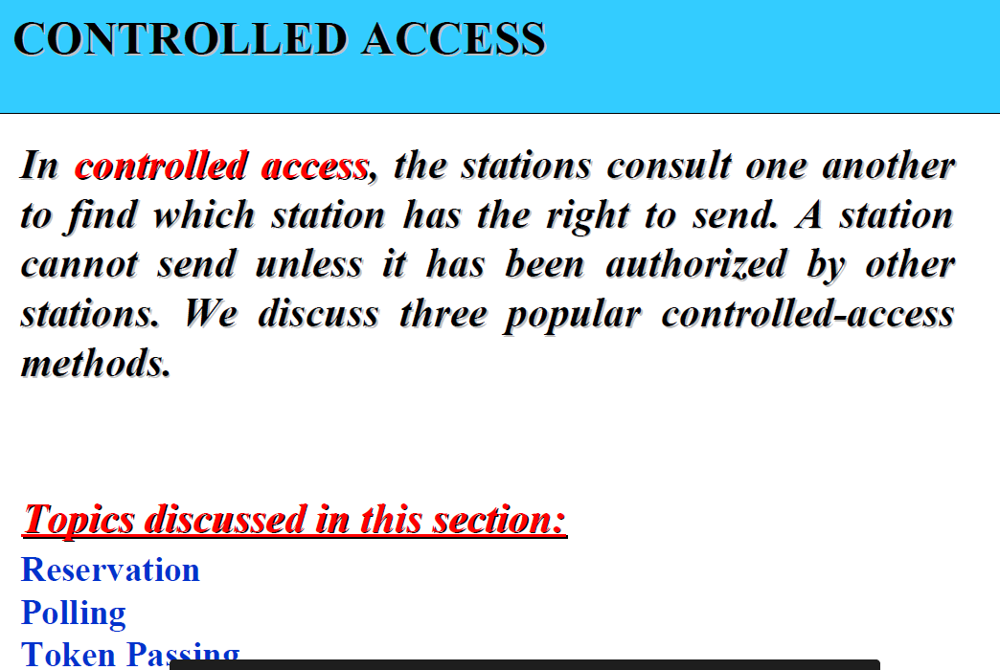 CONTROLLED ACCESS
In controlled access, the stations consult one another
to find which station has the right to send. A station
cannot send unless it has been authorized by other
stations. We discuss three popular controlled-access
methods.
Topics discussed in this section:
Reservation
Polling
Token Passing